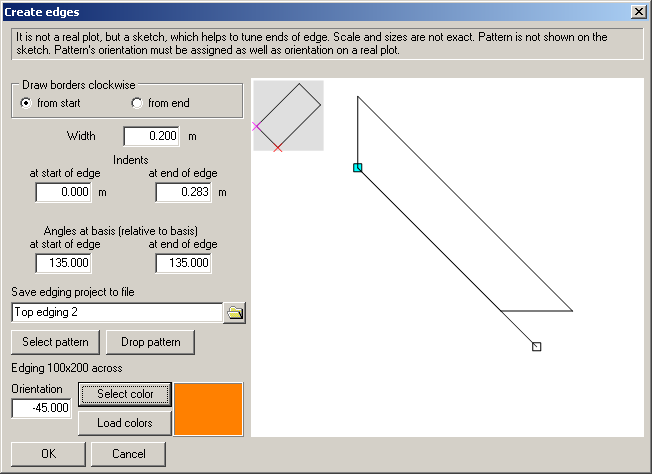 Create edges
It is not a real plot, but a sketch, which helps to tune ends of edge. Scale and sizes are not exact. Pattern is not shown on the
sketch. Pattern's orientation must be assigned as well as orientation on a real plot.
Draw borders clockwise
from start from end
Width 0.200 m
Indents
at start of edge at end of edge
0.000 m 0.283 m
Angles at basis (relative to basis)
at start of edge at end of edge
135.000 135.000
Save edging project to file
Top edging 2
Select pattern Drop pattern
Edging 100x200 across
Orientation Select color
-45.000
Load colors
OK Cancel